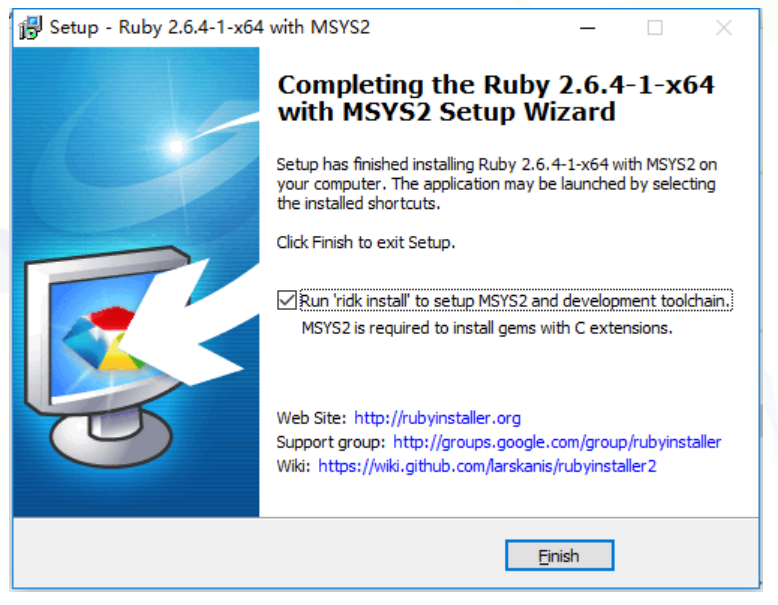 Setup - Ruby 2.6.4-1-x64 with MSYS2
Completing the Ruby 2.6.4-1-x64
with MSYS2 Setup Wizard
Setup has finished installing Ruby 2.6.4-1-x64 with MSYS2 on
your computer. The application may be launched by selecting
the installed shortcuts.
Click Finish to exit Setup.
Run 'ridk install' to setup MSYS2 and development toolchain.
MSYS2 is required to install gems with C extensions.
Web Site: http://rubyinstaller.org
Support group: http://groups.google.com/group/rubyinstaller
Wiki: https://wiki.github.com/larskanis/rubyinstaller2
Finish